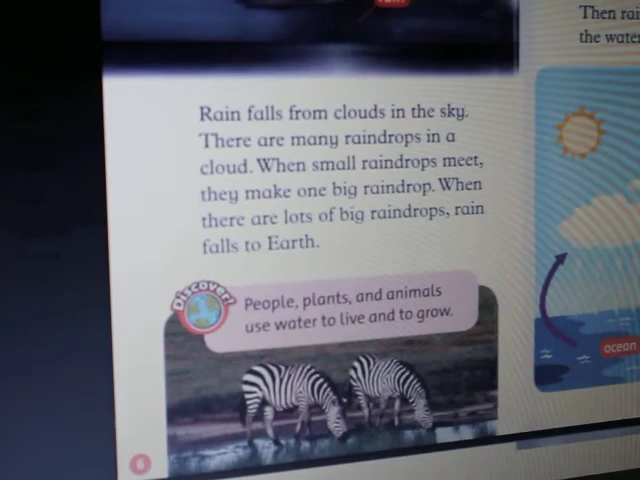 Rain falls from clouds in the sky.
There are many raindrops in a
cloud. When small raindrops meet,
they make one big raindrop. When
there are lots of big raindrops, rain
falls to Earth.
Discover!
People, plants, and animals
use water to live and to grow.
6
Then
the water
ocean